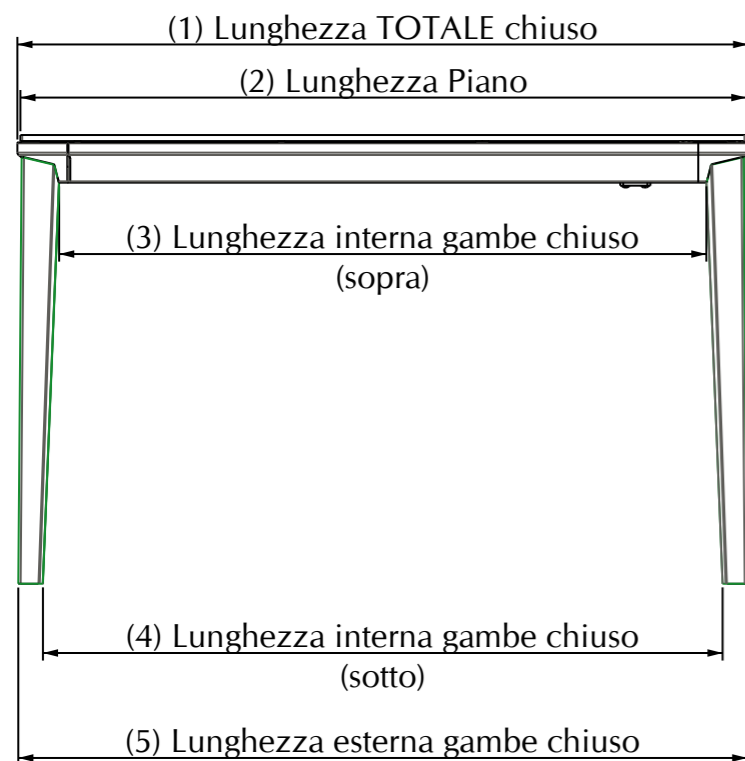 (1) Lunghezza TOTALE chiuso
(2) Lunghezza Piano
(3) Lunghezza interna gambe chiuso
(sopra)
(4) Lunghezza interna gambe chiuso
(sotto)
(5) Lunghezza esterna gambe chiuso